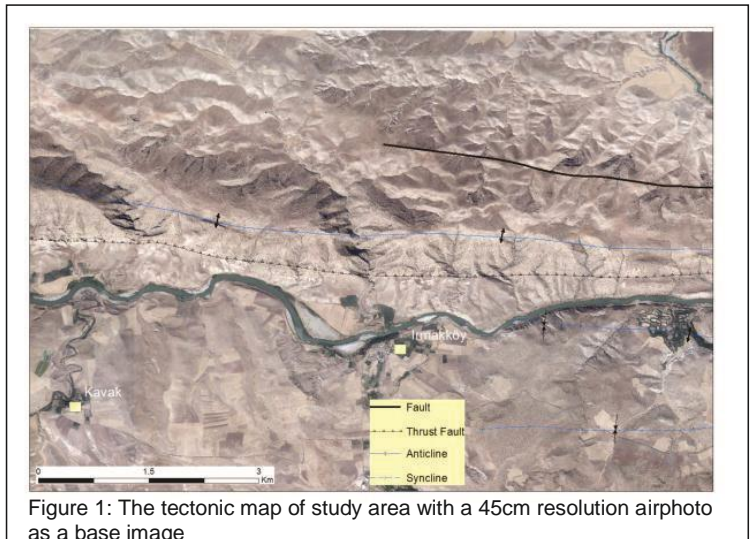 Irmakköy
Kavak
Fault
Thrust Fault
Anticline
Syncline
0 1.5 3
Km
Figure 1: The tectonic map of study area with a 45cm resolution airphoto
as a base image